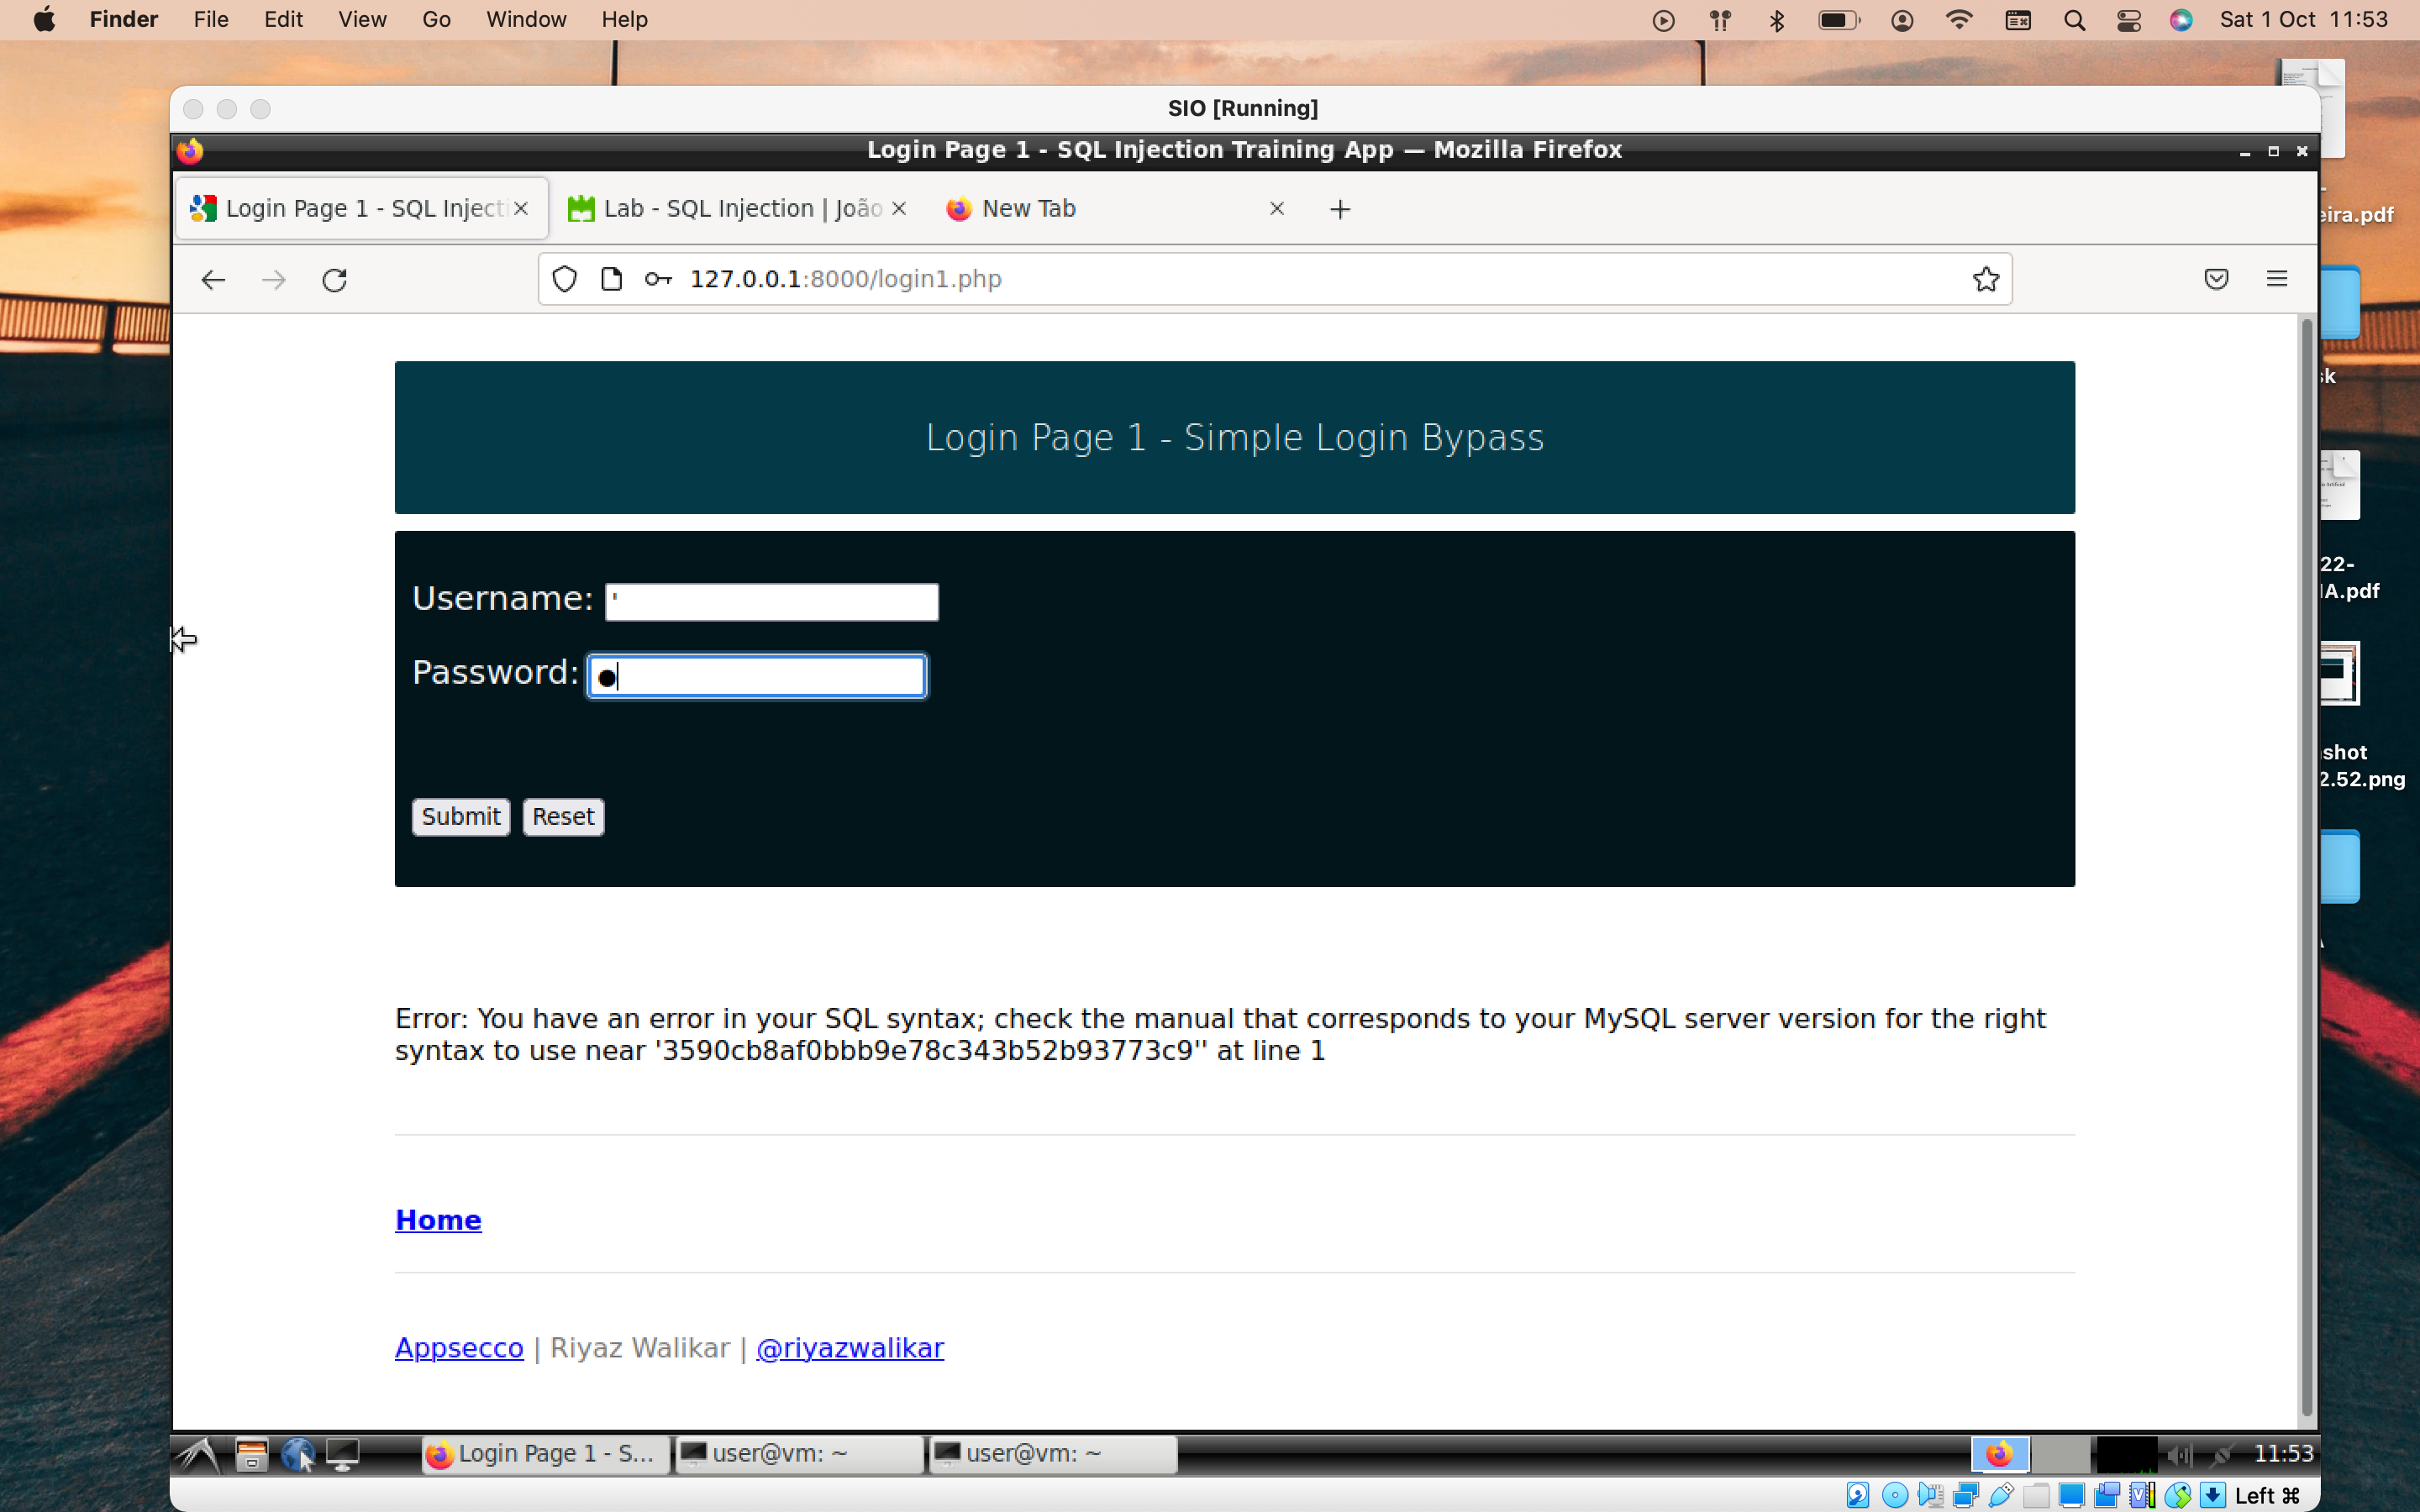 Finder File Edit View Go Window Help Sat 1 Oct 11:53
SIO [Running]
Login Page 1 - SQL Injection Training App — Mozilla Firefox
Login Page 1 - SQL Injecti Lab - SQL Injection | João New Tab
127.0.0.1:8000/login1.php
eira.pdf
sk
Login Page 1 - Simple Login Bypass
22-
IA.pdf
Username: '
Password: ●
shot
2.52.png
Submit Reset
Error: You have an error in your SQL syntax; check the manual that corresponds to your MySQL server version for the right
syntax to use near '3590cb8af0bbb9e78c343b52b93773c9'' at line 1
Home
Appsecco | Riyaz Walikar | @riyazwalikar
Login Page 1 - S... user@vm: ~ user@vm: ~ 11:53
Left ⌘